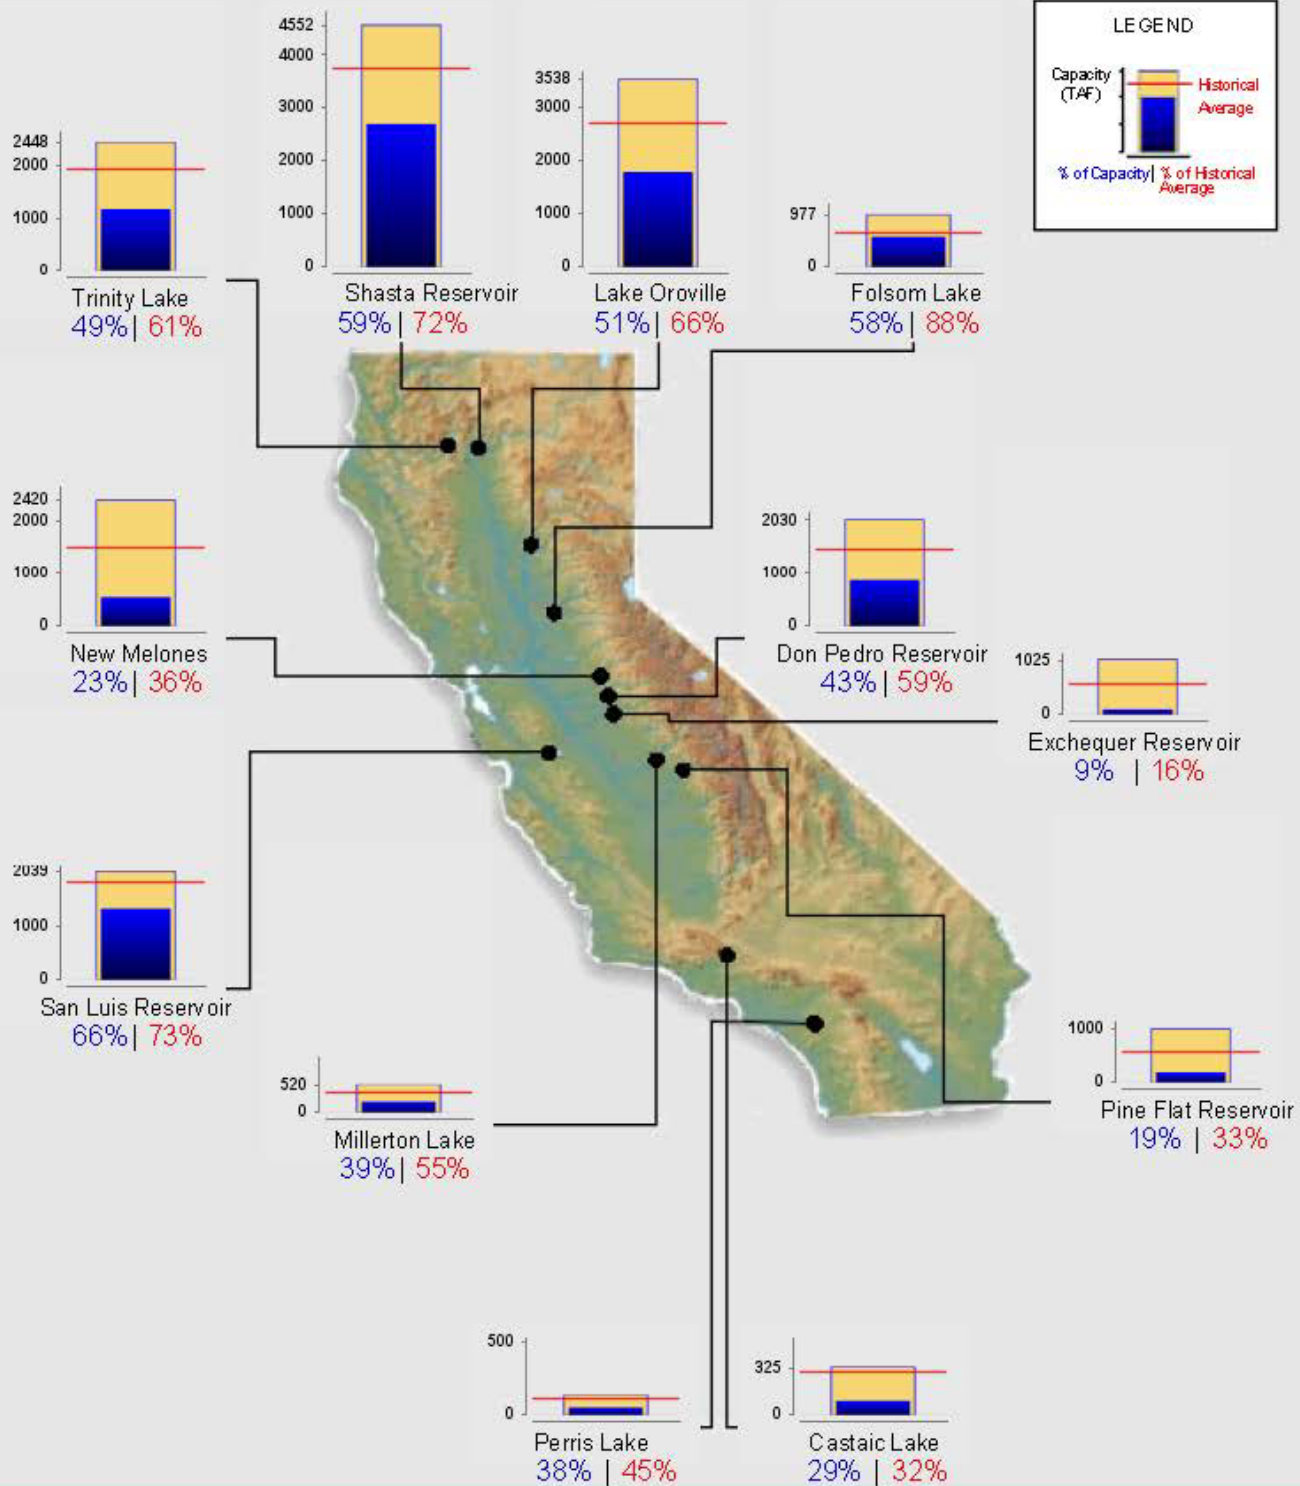 LEGEND
Capacity
(TAF)
Historical
Average
% of Capacity | % of Historical
Average
4552
4000
3000
2000
1000
0
Shasta Reservoir
59% | 72%
3538
3000
2000
1000
0
Lake Oroville
51% | 66%
2448
2000
1000
0
Trinity Lake
49% | 61%
977
0
Folsom Lake
58% | 88%
2420
2000
1000
0
New Melones
23% | 36%
2030
1000
0
Don Pedro Reservoir
43% | 59%
1025
0
Exchequer Reservoir
9% | 16%
2039
1000
0
San Luis Reservoir
66% | 73%
520
0
Millerton Lake
39% | 55%
1000
0
Pine Flat Reservoir
19% | 33%
500
0
Perris Lake
38% | 45%
325
0
Castaic Lake
29% | 32%